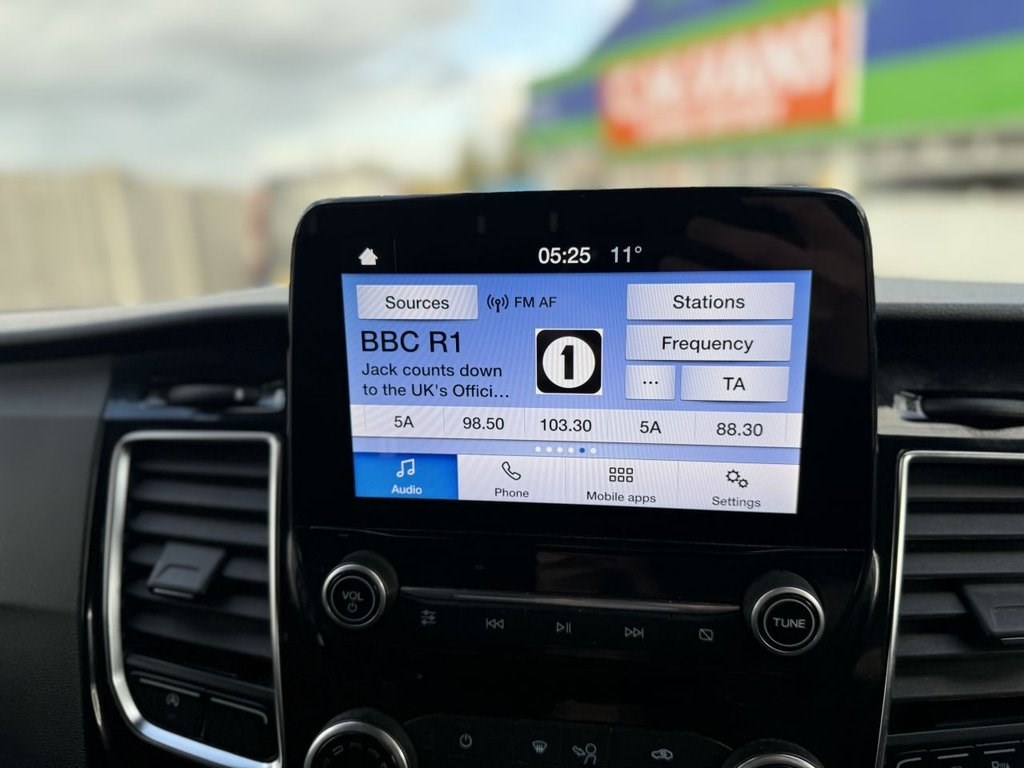 05:25 11°
Sources FM AF Stations
BBC R1
1
Frequency
Jack counts down
to the UK's Offici...
... TA
5A 98.50 103.30 5A 88.30
Audio Phone Mobile apps Settings
VOL
TUNE